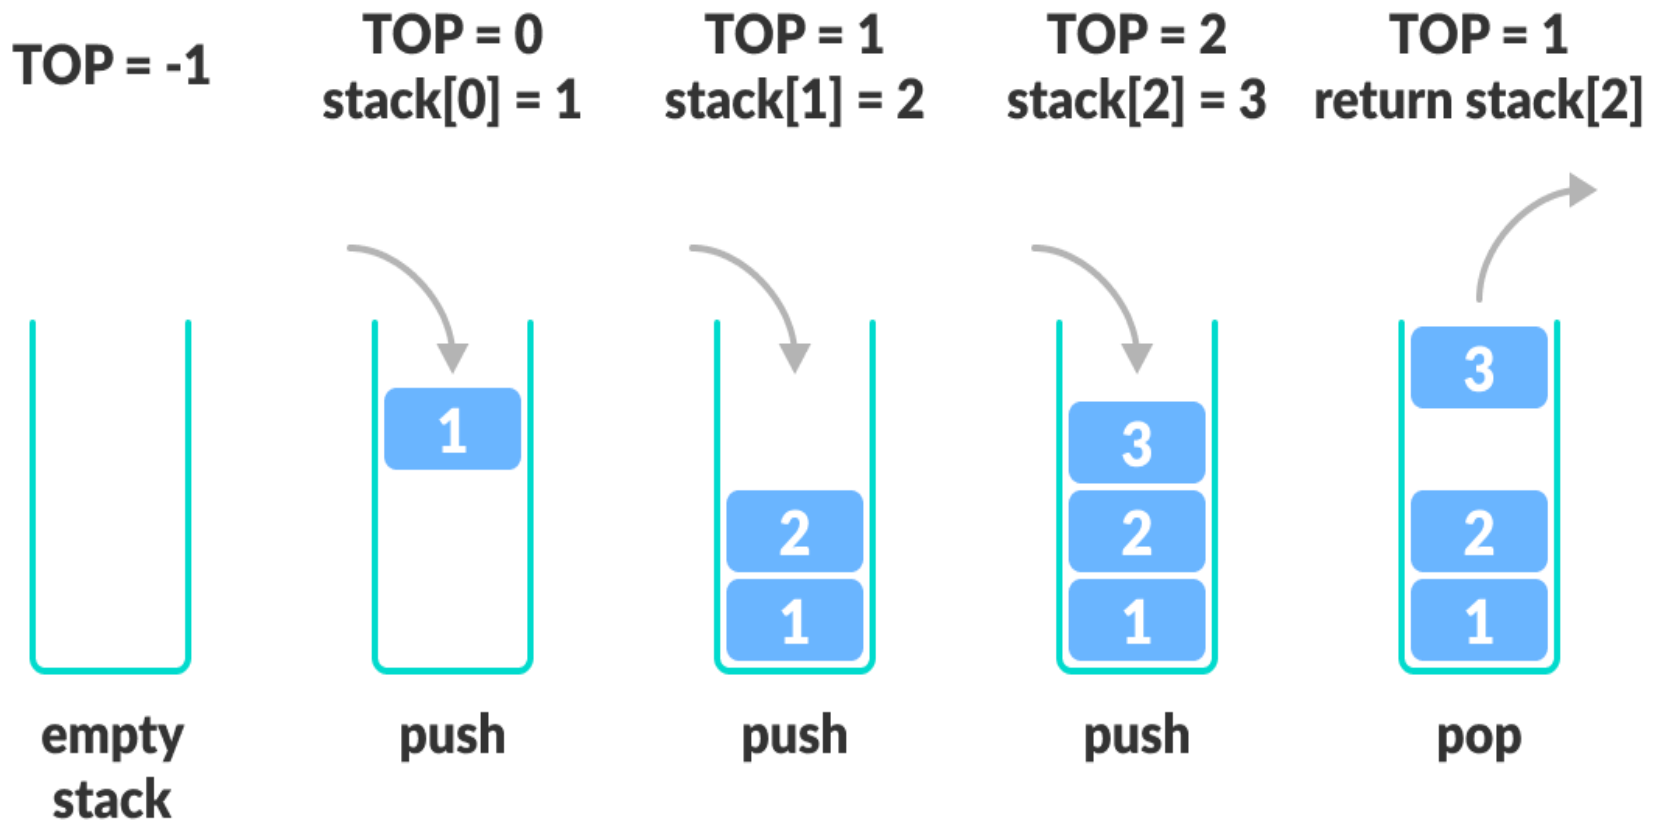 TOP = -1
TOP = 0
stack[0] = 1
TOP = 1
stack[1] = 2
TOP = 2
stack[2] = 3
TOP = 1
return stack[2]
1
2
1
3
2
1
3
2
1
empty
stack
push
push
push
pop